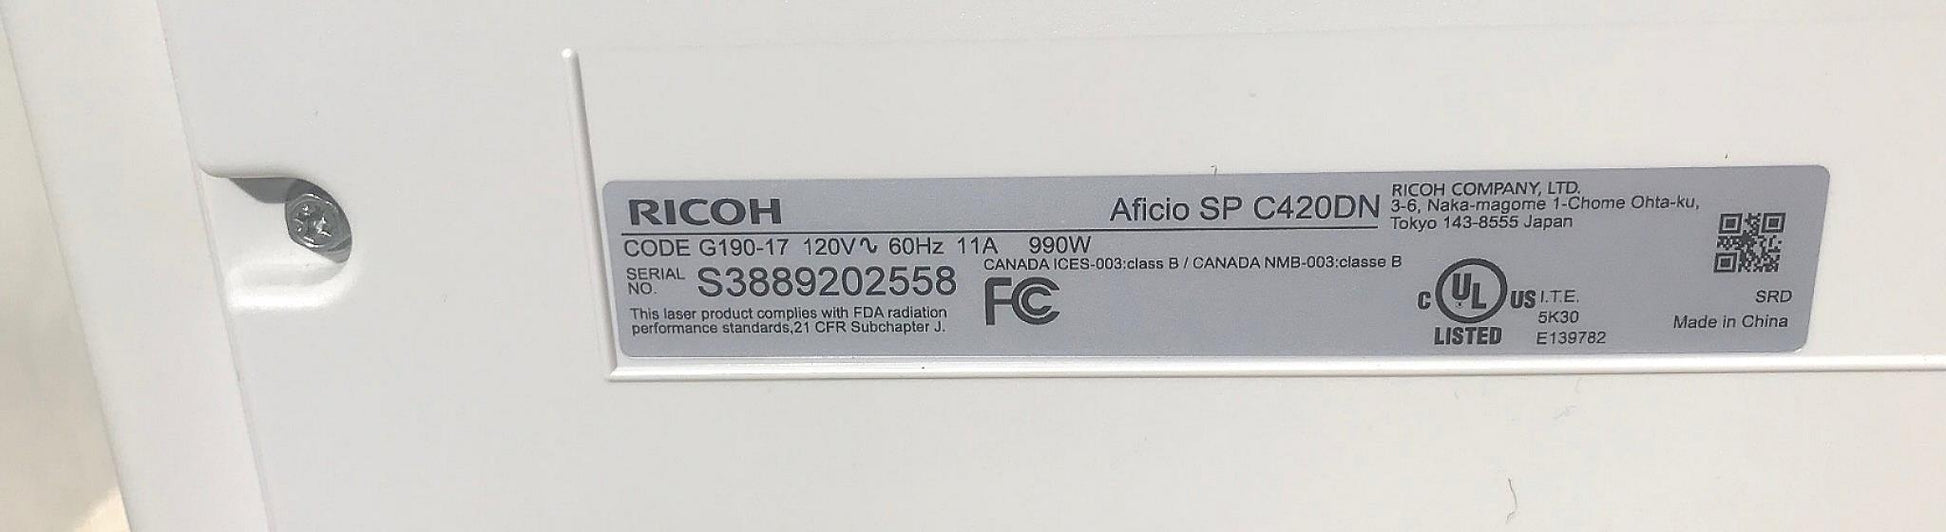 RICOH
Aficio SP C420DN
RICOH COMPANY, LTD.
3-6, Naka-magome 1-Chome Ohta-ku,
Tokyo 143-8555 Japan
CODE G190-17 120V∿ 60Hz 11A 990W
CANADA ICES-003:class B / CANADA NMB-003:classe B
SERIAL NO. S3889202558
FC
This laser product complies with FDA radiation
performance standards,21 CFR Subchapter J.
C UL US I.T.E.
5K30
LISTED E139782
SRD
Made in China